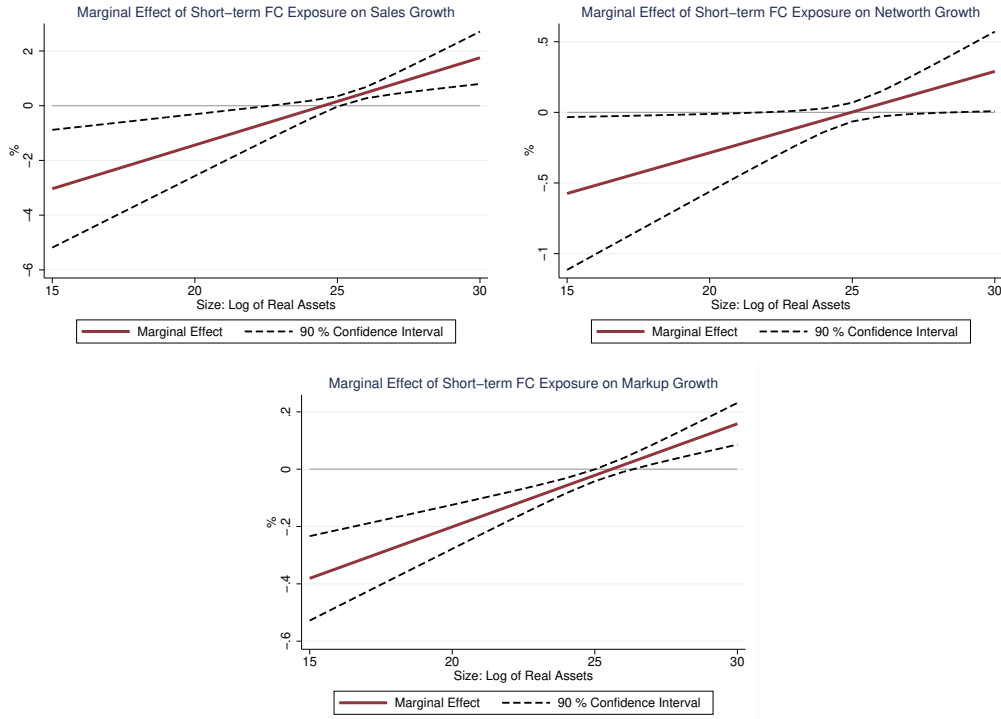 Marginal Effect of Short−term FC Exposure on Sales Growth
2
0
−2
−4
−6
%
15 20 25 30
Size: Log of Real Assets
Marginal Effect 90 % Confidence Interval
Marginal Effect of Short−term FC Exposure on Networth Growth
.5
0
−.5
−1
%
15 20 25 30
Size: Log of Real Assets
Marginal Effect 90 % Confidence Interval
Marginal Effect of Short−term FC Exposure on Markup Growth
.2
0
−.2
−.4
−.6
%
15 20 25 30
Size: Log of Real Assets
Marginal Effect 90 % Confidence Interval